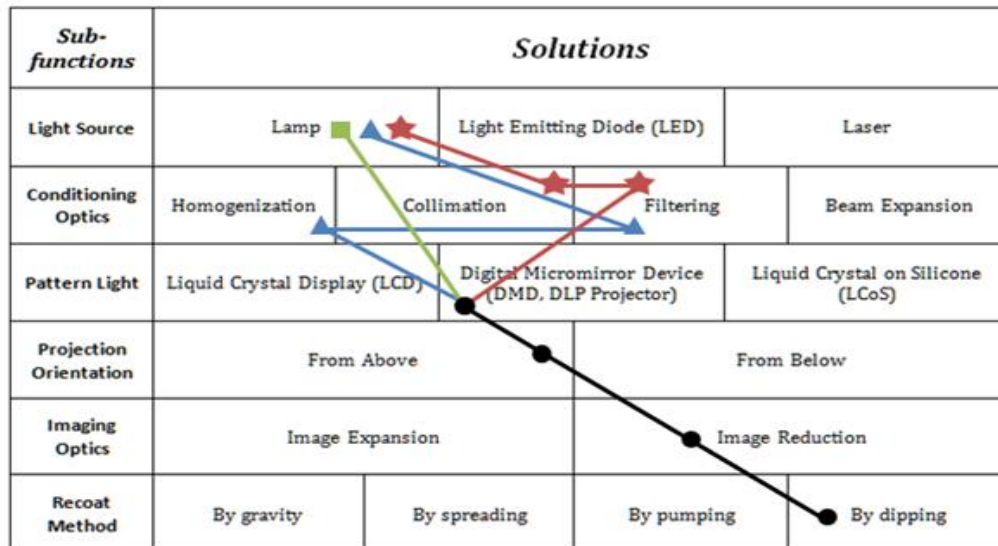 Sub-functions Solutions
Light Source Lamp Light Emitting Diode (LED) Laser
Conditioning Optics Homogenization Collimation Filtering Beam Expansion
Pattern Light Liquid Crystal Display (LCD) Digital Micromirror Device (DMD, DLP Projector) Liquid Crystal on Silicone (LCoS)
Projection Orientation From Above From Below
Imaging Optics Image Expansion Image Reduction
Recoat Method By gravity By spreading By pumping By dipping